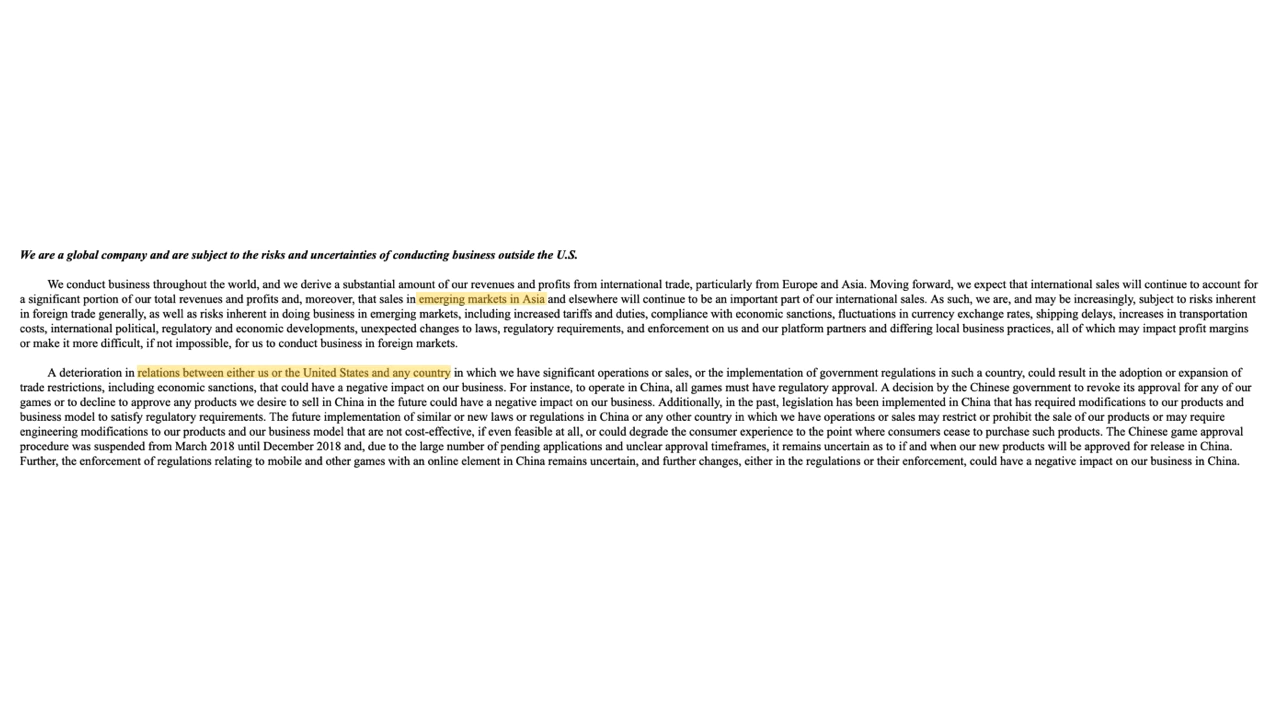 We are a global company and are subject to the risks and uncertainties of conducting business outside the U.S.
We conduct business throughout the world, and we derive a substantial amount of our revenues and profits from international trade, particularly from Europe and Asia. Moving forward, we expect that international sales will continue to account for
a significant portion of our total revenues and profits and, moreover, that sales in emerging markets in Asia and elsewhere will continue to be an important part of our international sales. As such, we are, and may be increasingly, subject to risks inherent
in foreign trade generally, as well as risks inherent in doing business in emerging markets, including increased tariffs and duties, compliance with economic sanctions, fluctuations in currency exchange rates, shipping delays, increases in transportation
costs, international political, regulatory and economic developments, unexpected changes to laws, regulatory requirements, and enforcement on us and our platform partners and differing local business practices, all of which may impact profit margins
or make it more difficult, if not impossible, for us to conduct business in foreign markets.
A deterioration in relations between either us or the United States and any country in which we have significant operations or sales, or the implementation of government regulations in such a country, could result in the adoption or expansion of
trade restrictions, including economic sanctions, that could have a negative impact on our business. For instance, to operate in China, all games must have regulatory approval. A decision by the Chinese government to revoke its approval for any of our
games or to decline to approve any products we desire to sell in China in the future could have a negative impact on our business. Additionally, in the past, legislation has been implemented in China that has required modifications to our products and
business model to satisfy regulatory requirements. The future implementation of similar or new laws or regulations in China or any other country in which we have operations or sales may restrict or prohibit the sale of our products or may require
engineering modifications to our products and our business model that are not cost-effective, if even feasible at all, or could degrade the consumer experience to the point where consumers cease to purchase such products. The Chinese game approval
procedure was suspended from March 2018 until December 2018 and, due to the large number of pending applications and unclear approval timeframes, it remains uncertain as to if and when our new products will be approved for release in China.
Further, the enforcement of regulations relating to mobile and other games with an online element in China remains uncertain, and further changes, either in the regulations or their enforcement, could have a negative impact on our business in China.